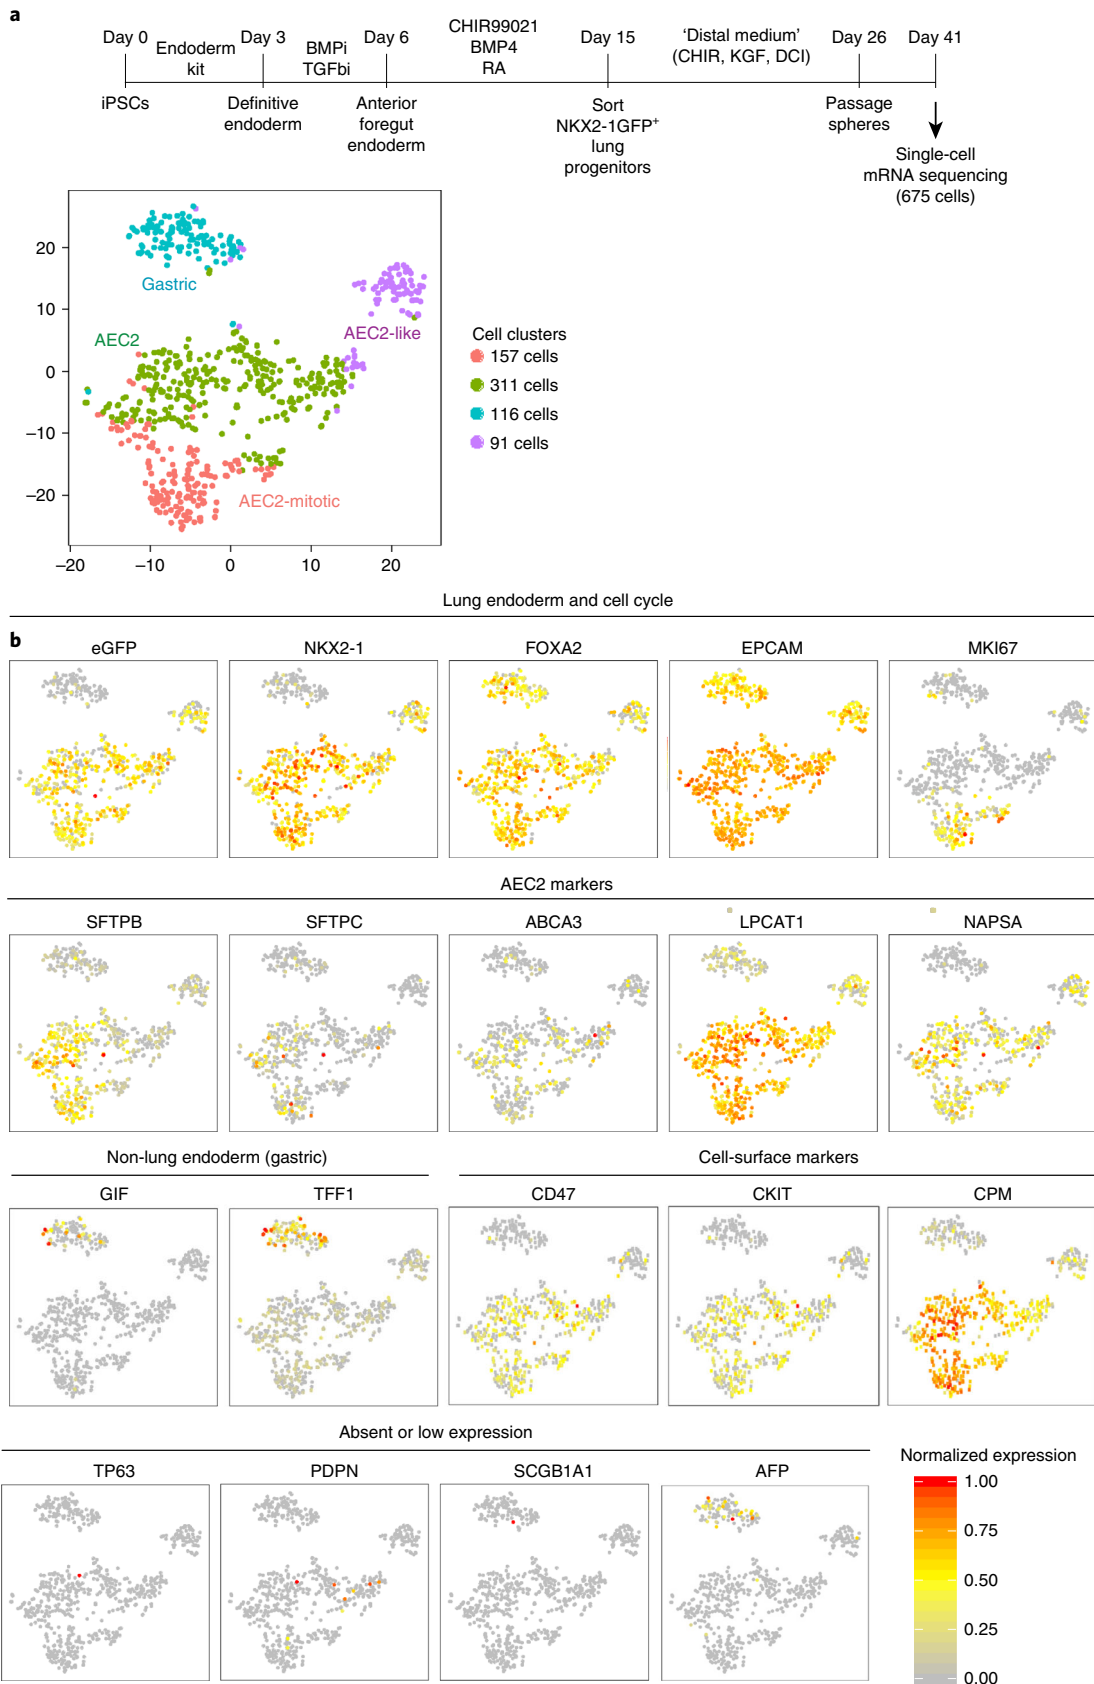 a
Day 0
Endoderm kit
Day 3
BMPi
TGFbi
Day 6
CHIR99021
BMP4
RA
Day 15
'Distal medium'
(CHIR, KGF, DCI)
Day 26
Day 41
iPSCs
Definitive
endoderm
Anterior
foregut
endoderm
Sort
NKX2-1GFP+
lung
progenitors
Passage
spheres
Single-cell
mRNA sequencing
(675 cells)
20
10
0
−10
−20
−20
−10
0
10
20
Gastric
AEC2
AEC2-like
AEC2-mitotic
Cell clusters
157 cells
311 cells
116 cells
91 cells
Lung endoderm and cell cycle
b
eGFP
NKX2-1
FOXA2
EPCAM
MKI67
AEC2 markers
SFTPB
SFTPC
ABCA3
LPCAT1
NAPSA
Non-lung endoderm (gastric)
Cell-surface markers
GIF
TFF1
CD47
CKIT
CPM
Absent or low expression
TP63
PDPN
SCGB1A1
AFP
Normalized expression
1.00
0.75
0.50
0.25
0.00